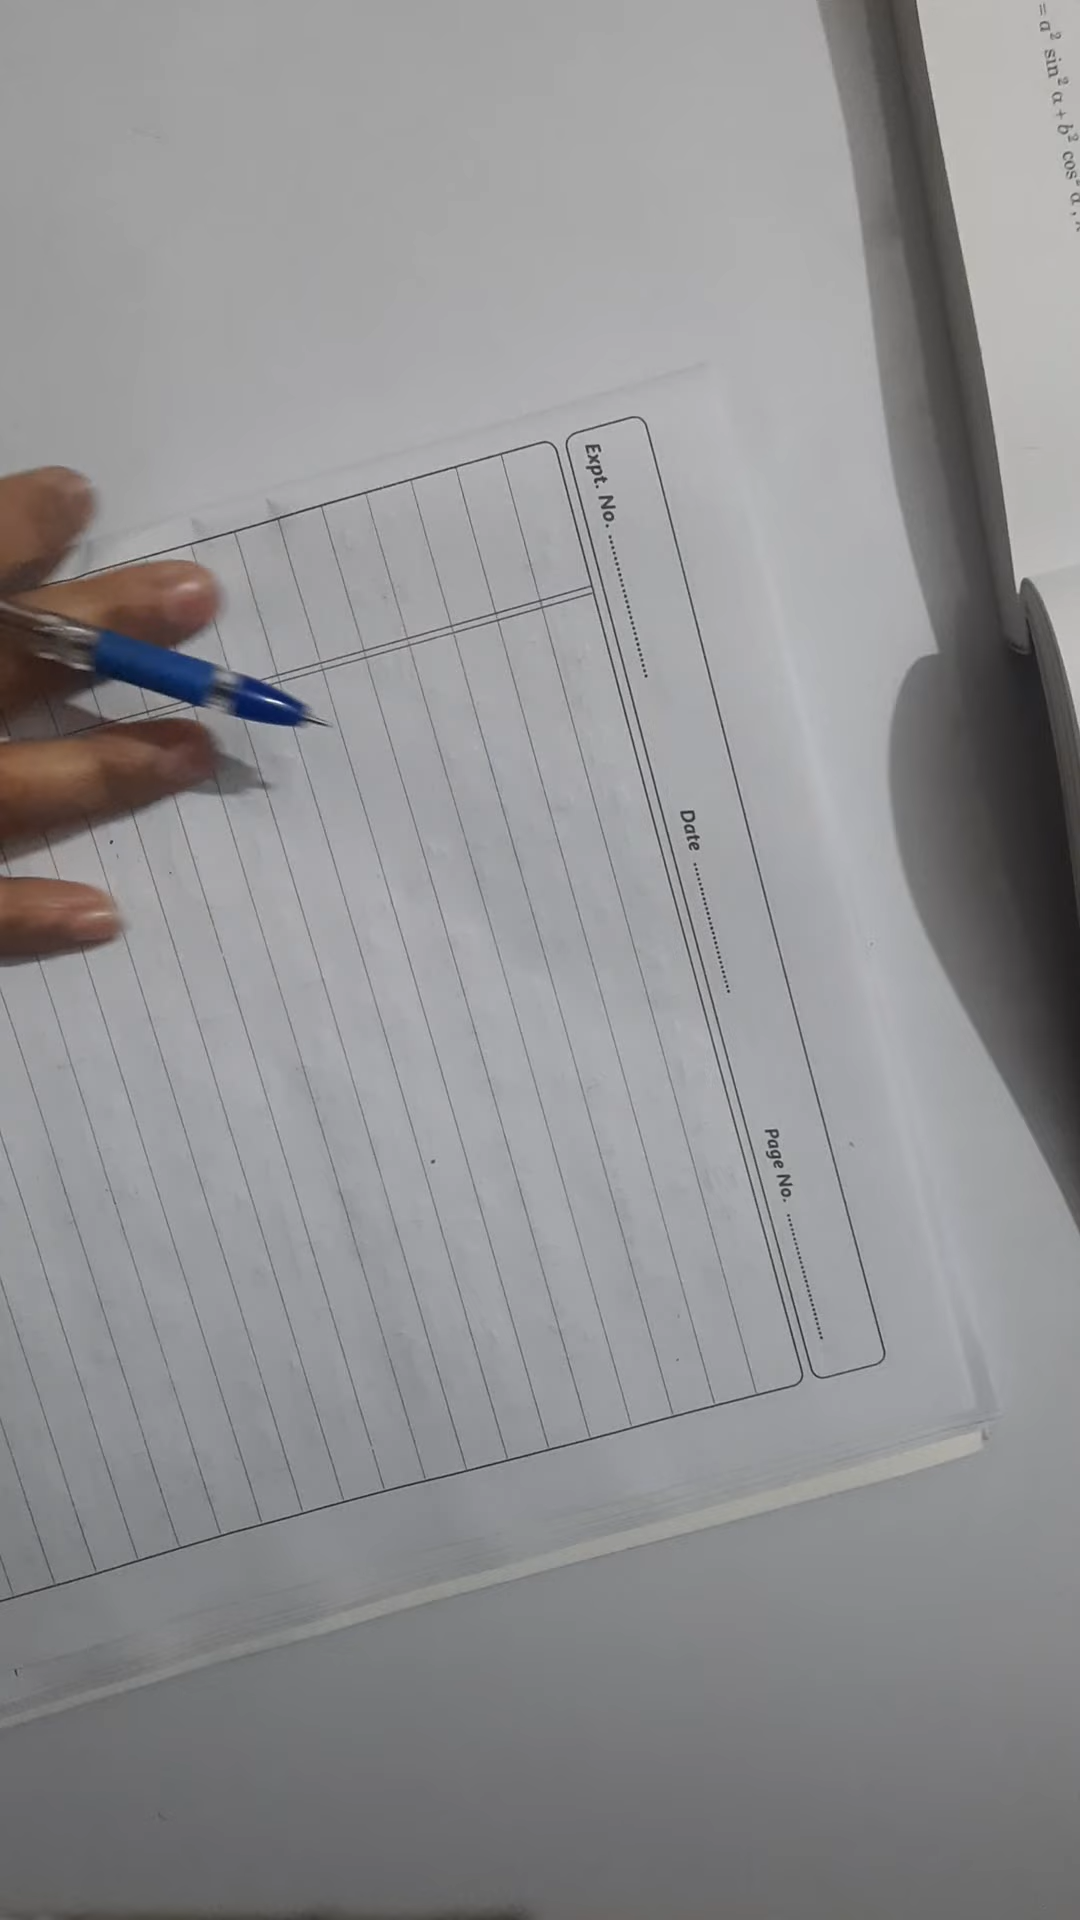 = a² sin² α + b² cos² α,
Expt. No. ........................
Date ........................
Page No. ........................